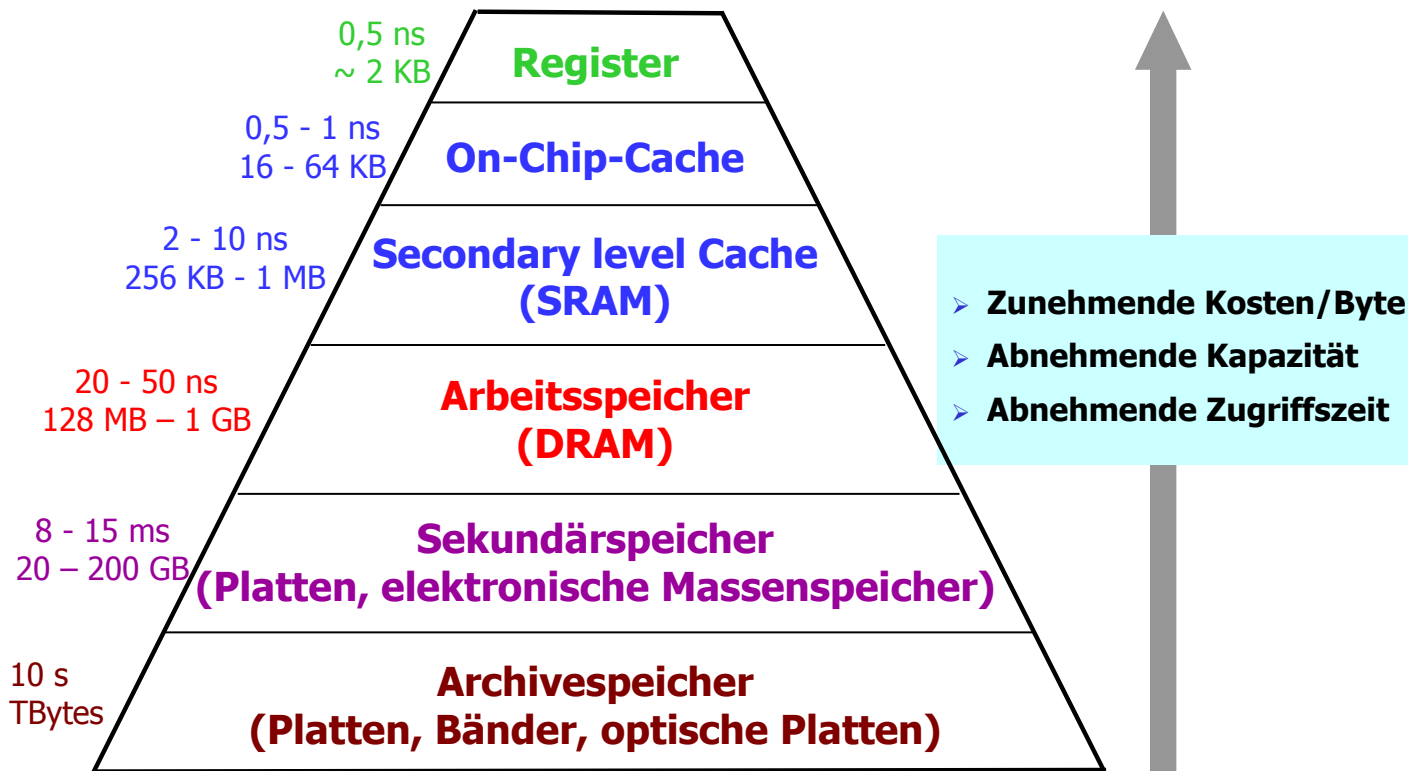 0,5 ns
~ 2 KB
Register
0,5 - 1 ns
16 - 64 KB
On-Chip-Cache
2 - 10 ns
256 KB - 1 MB
Secondary level Cache
(SRAM)
20 - 50 ns
128 MB – 1 GB
Arbeitsspeicher
(DRAM)
8 - 15 ms
20 – 200 GB
Sekundärspeicher
(Platten, elektronische Massenspeicher)
10 s
TBytes
Archivespeicher
(Platten, Bänder, optische Platten)
➢ Zunehmende Kosten/Byte
➢ Abnehmende Kapazität
➢ Abnehmende Zugriffszeit